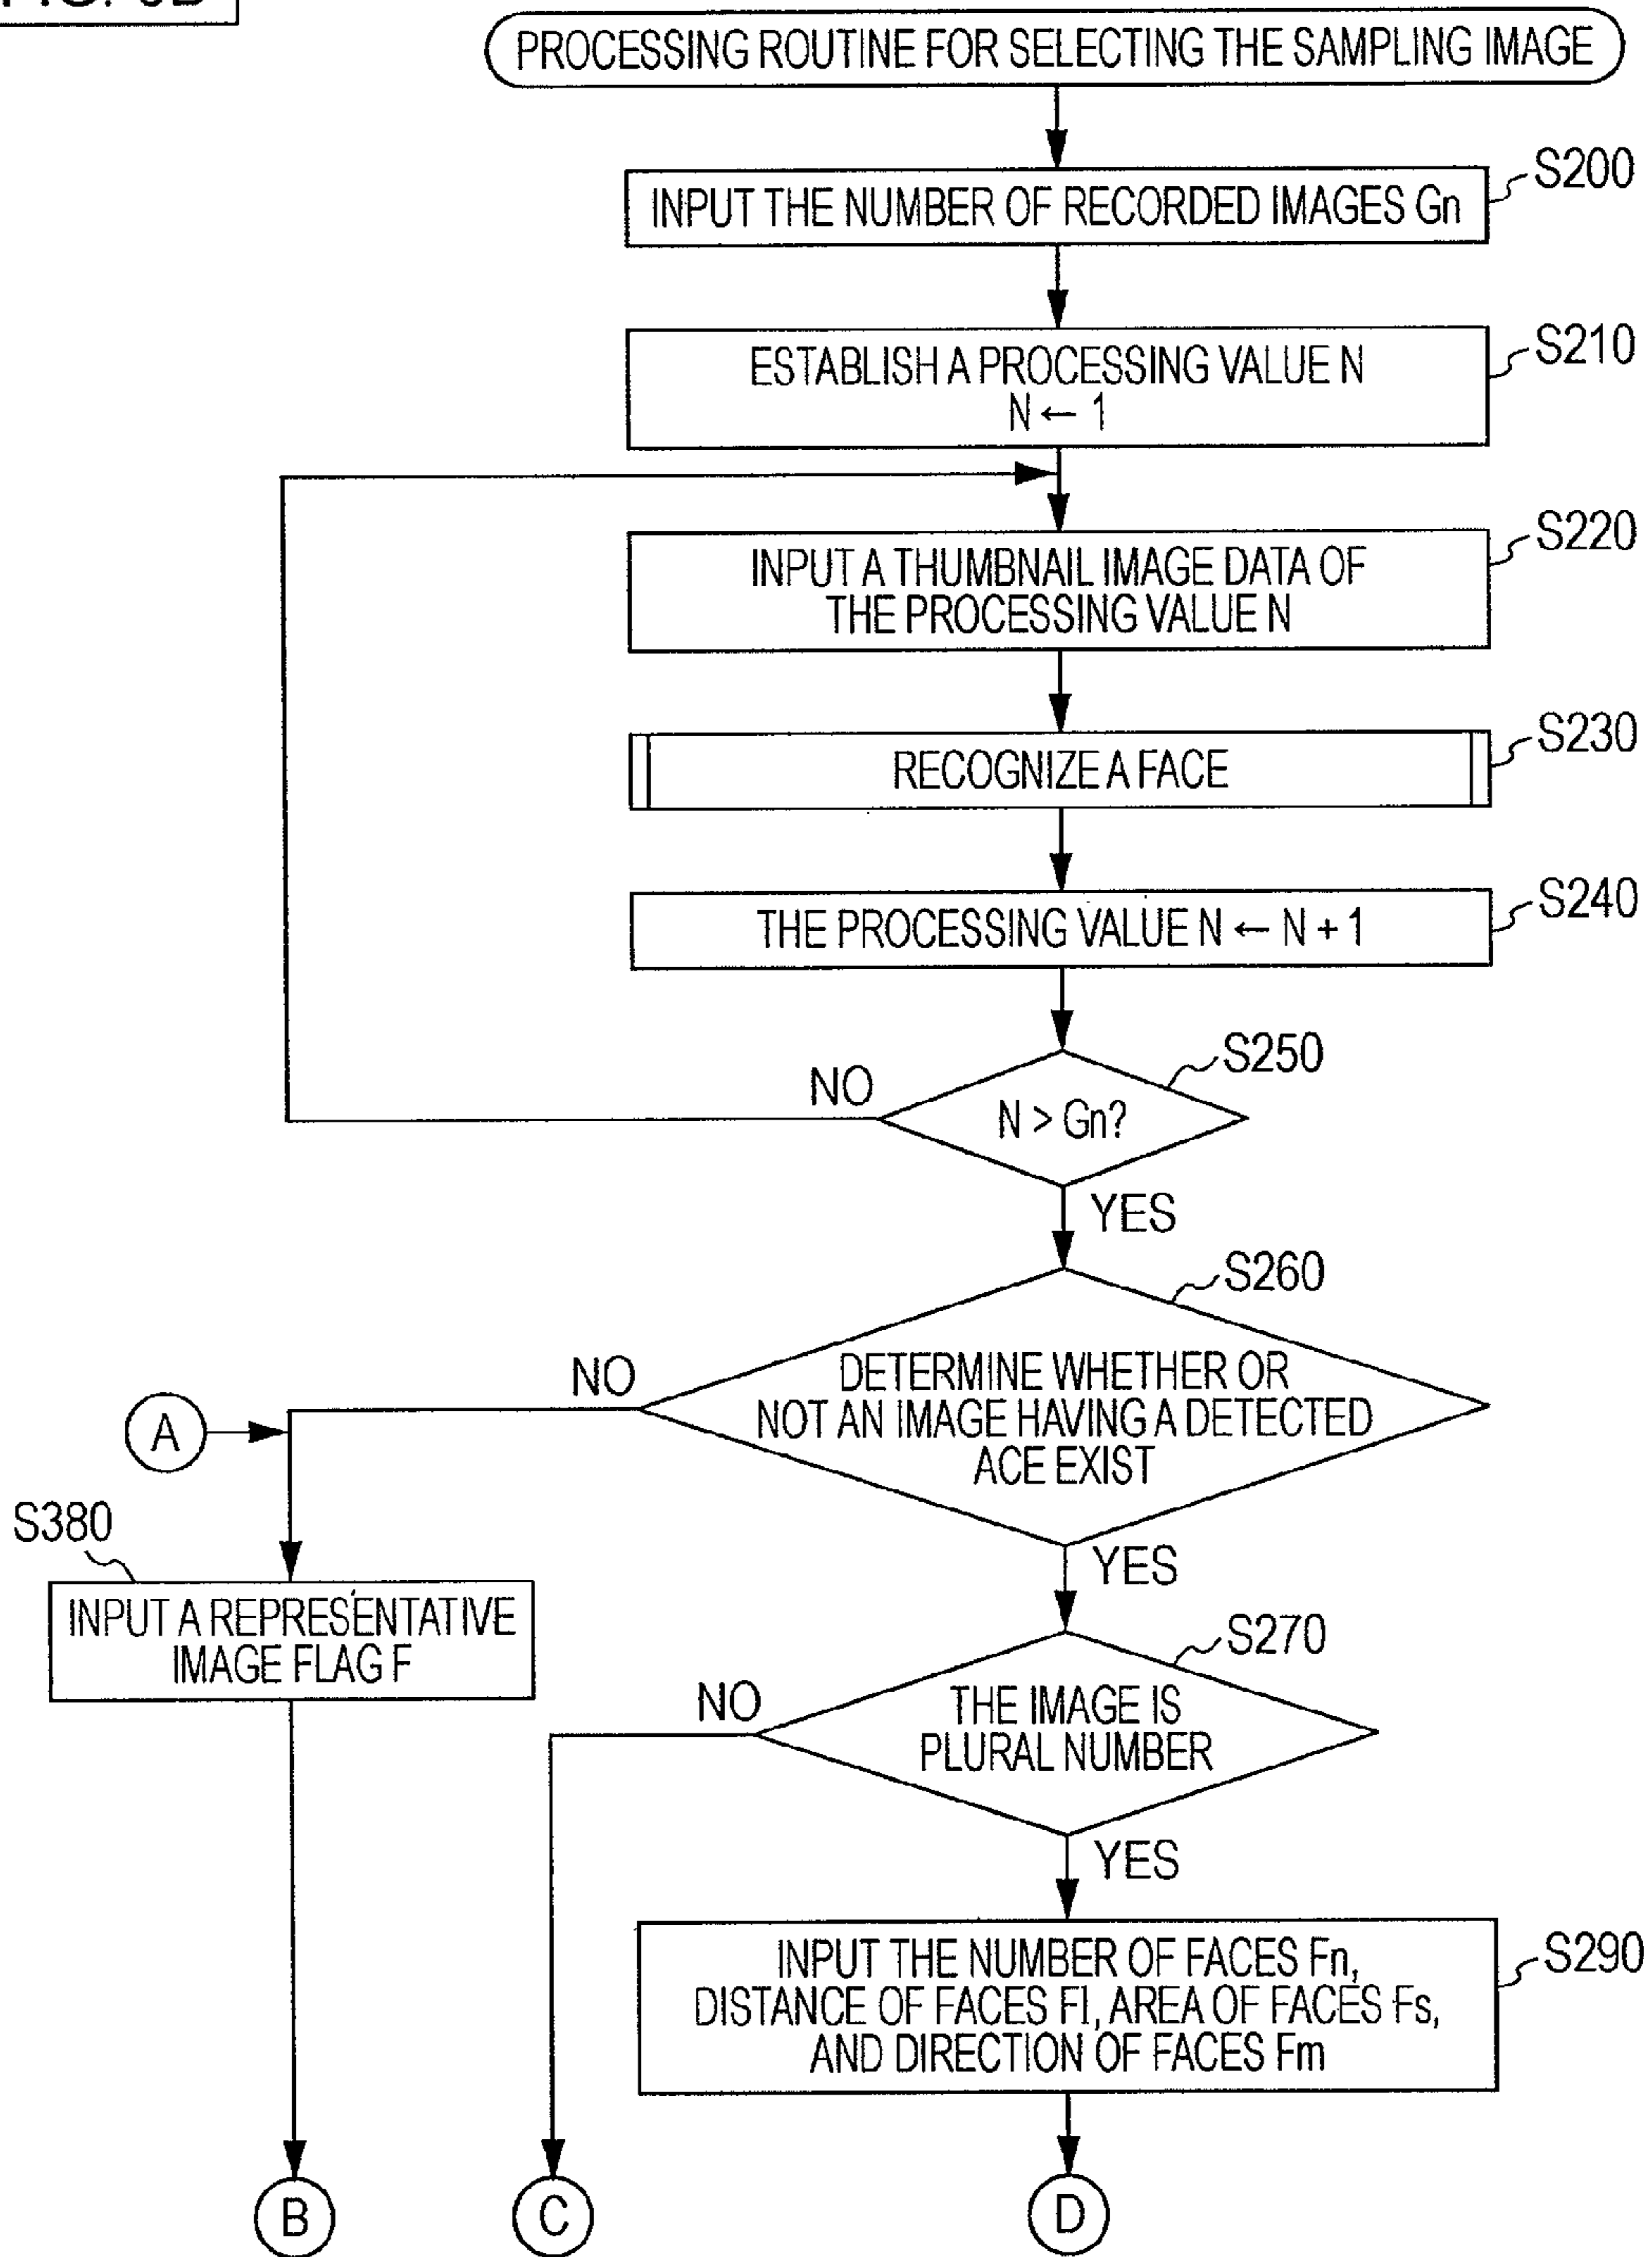 PROCESSING ROUTINE FOR SELECTING THE SAMPLING IMAGE
S200
INPUT THE NUMBER OF RECORDED IMAGES Gn
S210
ESTABLISH A PROCESSING VALUE N
N ← 1
S220
INPUT A THUMBNAIL IMAGE DATA OF
THE PROCESSING VALUE N
S230
RECOGNIZE A FACE
S240
THE PROCESSING VALUE N ← N + 1
S250
NO
N > Gn?
YES
S260
NO
DETERMINE WHETHER OR
NOT AN IMAGE HAVING A DETECTED
ACE EXIST
A
S380
YES
INPUT A REPRESENTATIVE
IMAGE FLAG F
S270
NO
THE IMAGE IS
PLURAL NUMBER
YES
S290
INPUT THE NUMBER OF FACES Fn,
DISTANCE OF FACES Fl, AREA OF FACES Fs,
AND DIRECTION OF FACES Fm
B
C
D